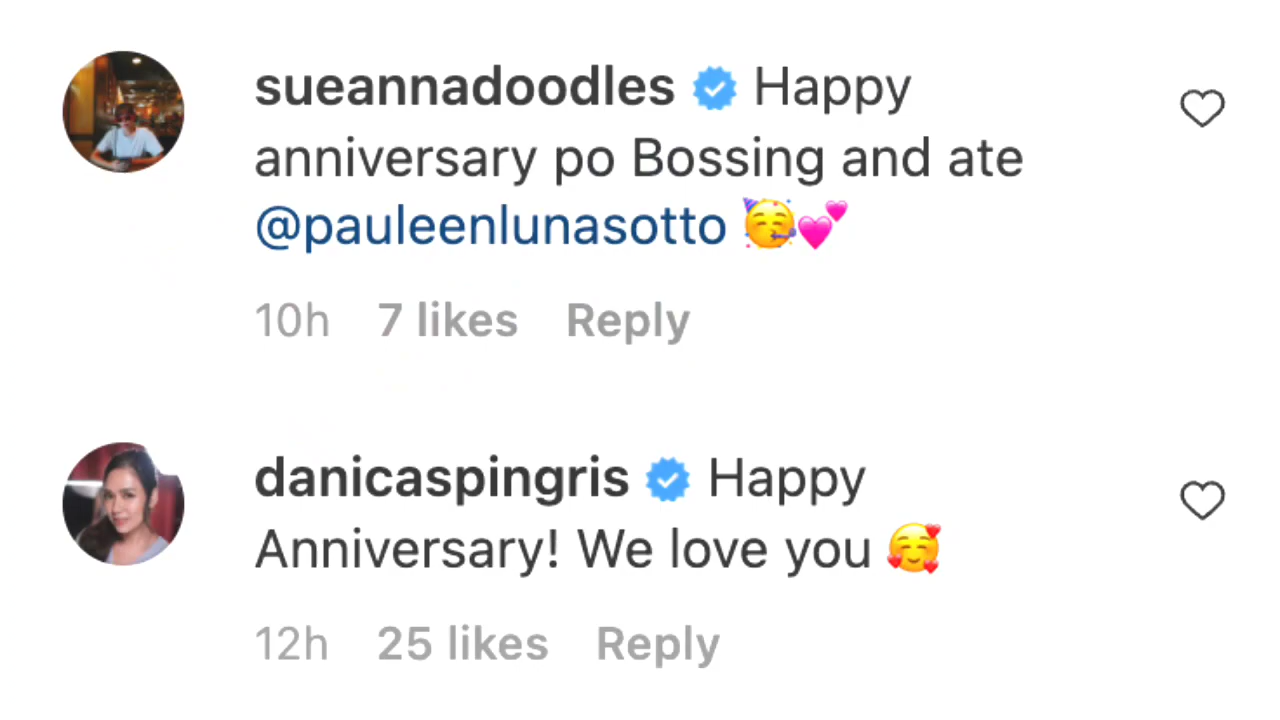 sueannadoodles Happy
anniversary po Bossing and ate
@pauleenlunasotto 🥳💕
10h 7 likes Reply
danicaspingris Happy
Anniversary! We love you 🥰
12h 25 likes Reply